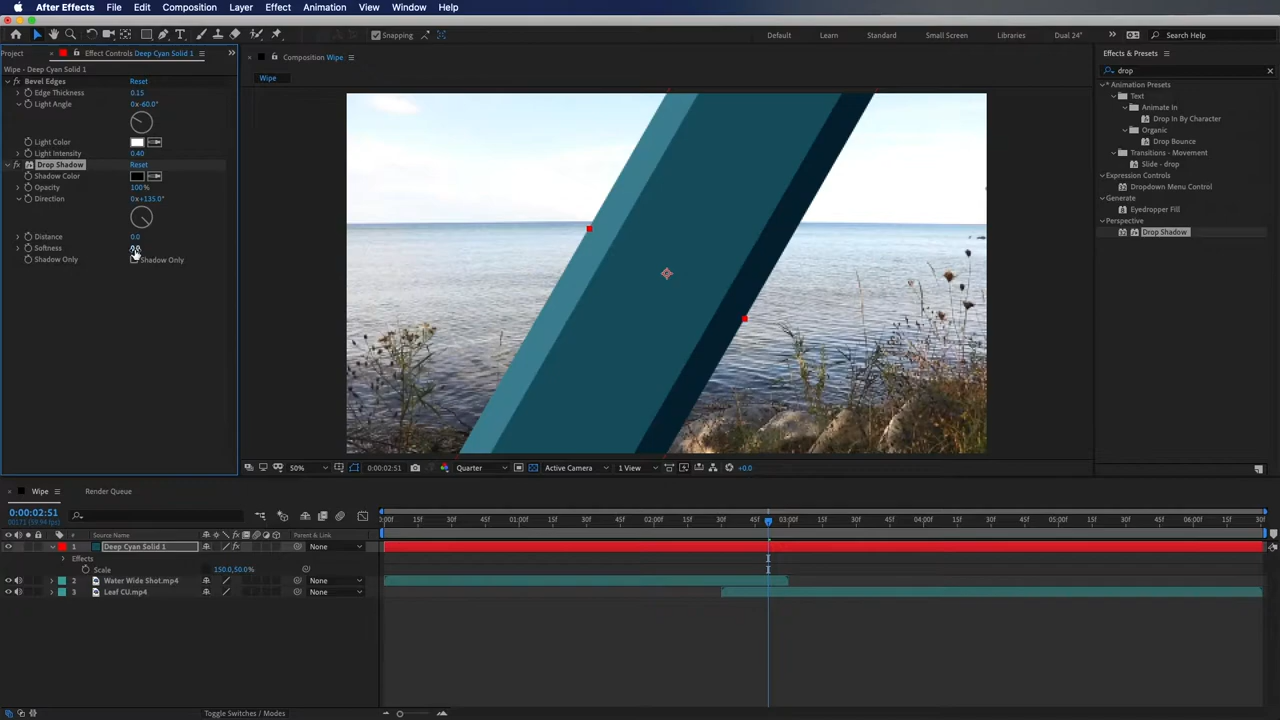 After Effects File Edit Composition Layer Effect Animation View Window Help
Snapping Default Learn Standard Small Screen Libraries Dual 24" Search Help
Project Effect Controls Deep Cyan Solid 1
Composition Wipe
Effects & Presets
Wipe • Deep Cyan Solid 1
drop
Wipe
Bevel Edges Reset
Edge Thickness 0.15
Light Angle 0x-60.0°
Light Color
Light Intensity 0.40
Drop Shadow Reset
Shadow Color
Opacity 100%
Direction 0x+135.0°
Distance 0.0
Softness
Shadow Only Shadow Only
* Animation Presets
Text
Animate In
Drop In By Character
Organic
Drop Bounce
Transitions - Movement
Slide - drop
Expression Controls
Dropdown Menu Control
Generate
Eyedropper Fill
Perspective
Drop Shadow
50% 0:00:02:51 Quarter Active Camera 1 View +0.0
Wipe Render Queue
0:00:02:51
00171 (59.94 fps)
0:00f 15f 30f 45f 01:00f 15f 30f 45f 02:00f 15f 30f 45f 03:00f 15f 30f 45f 04:00f 15f 30f 45f 05:00f 15f 30f
# Source Name Parent & Link
1 Deep Cyan Solid 1 None
Effects
Scale 150.0,50.0%
2 Water Wide Shot.mp4 None
3 Leaf CU.mp4 None
Toggle Switches / Modes